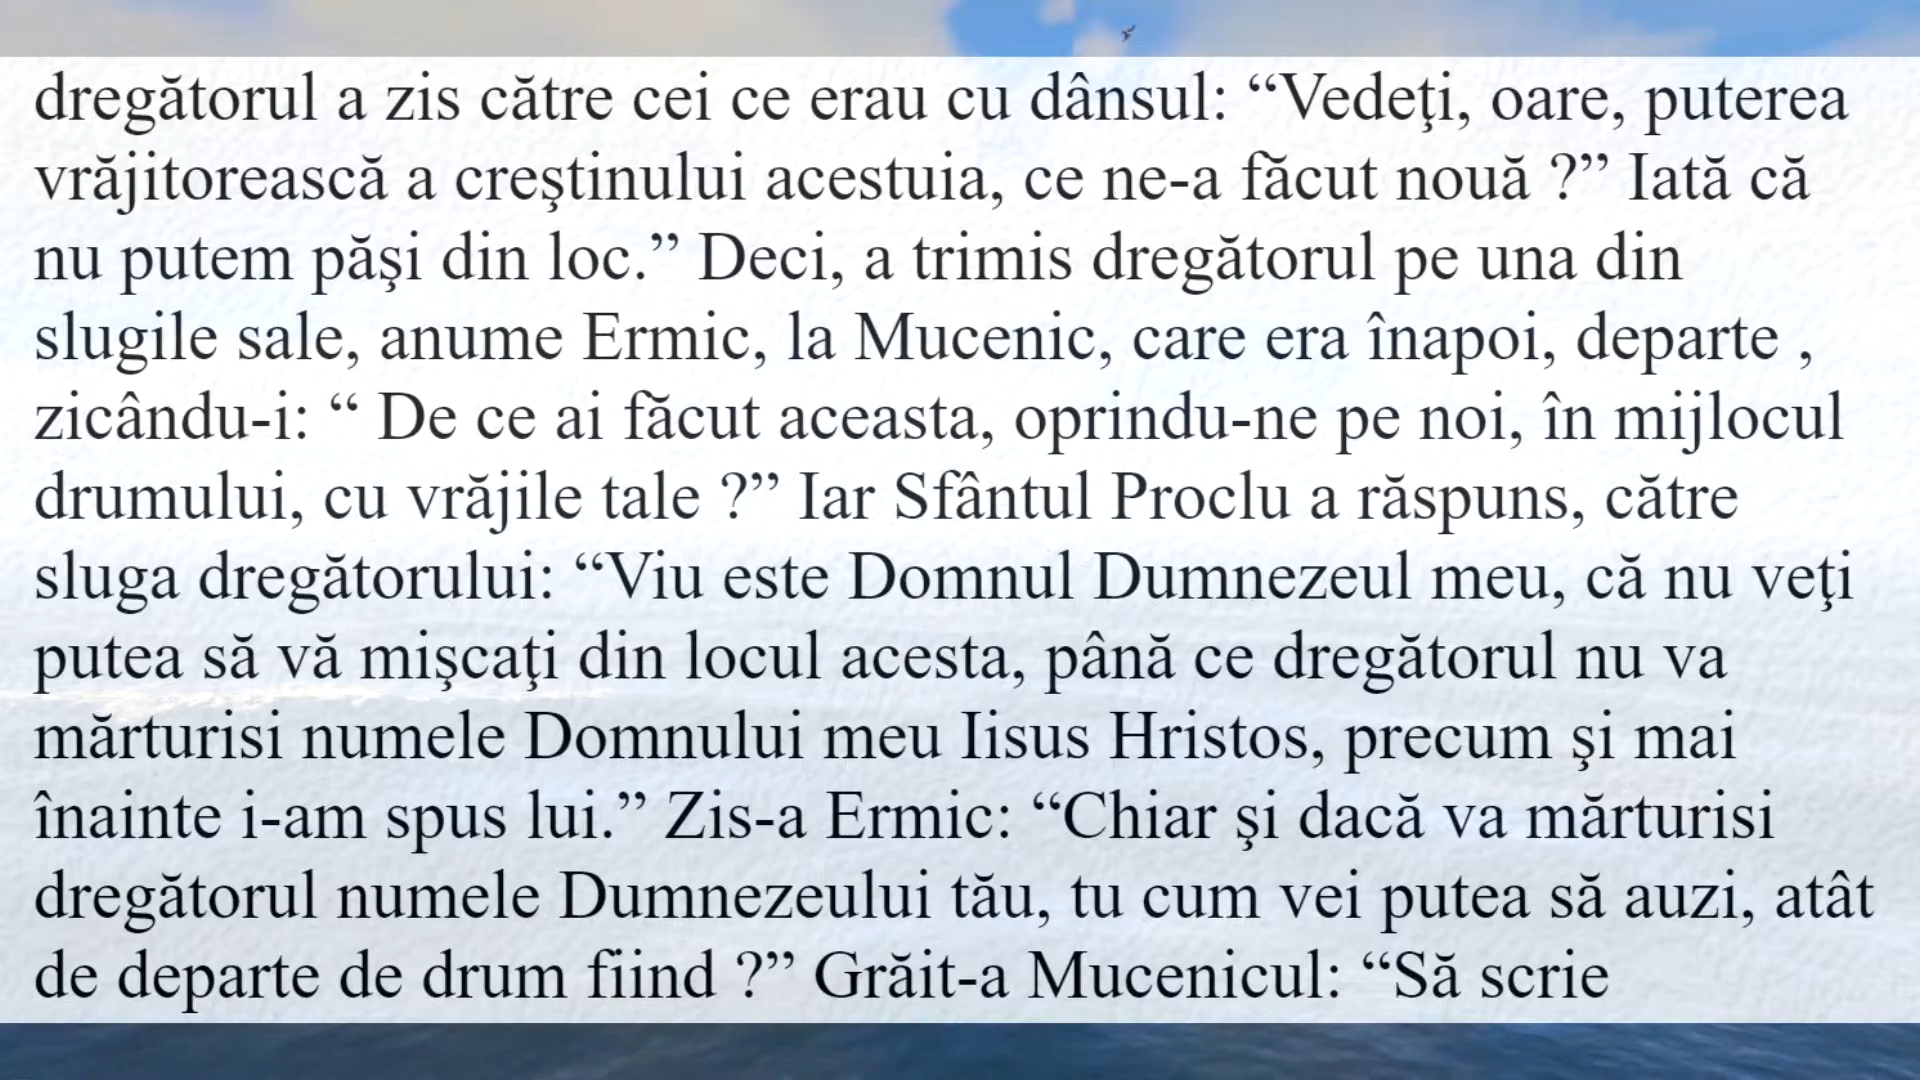 dregătorul a zis către cei ce erau cu dânsul: “Vedeţi, oare, puterea
vrăjitorească a creştinului acestuia, ce ne-a făcut nouă ?” Iată că
nu putem păşi din loc.” Deci, a trimis dregătorul pe una din
slugile sale, anume Ermic, la Mucenic, care era înapoi, departe ,
zicându-i: “ De ce ai făcut aceasta, oprindu-ne pe noi, în mijlocul
drumului, cu vrăjile tale ?” Iar Sfântul Proclu a răspuns, către
sluga dregătorului: “Viu este Domnul Dumnezeul meu, că nu veţi
putea să vă mişcaţi din locul acesta, până ce dregătorul nu va
mărturisi numele Domnului meu Iisus Hristos, precum şi mai
înainte i-am spus lui.” Zis-a Ermic: “Chiar şi dacă va mărturisi
dregătorul numele Dumnezeului tău, tu cum vei putea să auzi, atât
de departe de drum fiind ?” Grăit-a Mucenicul: “Să scrie